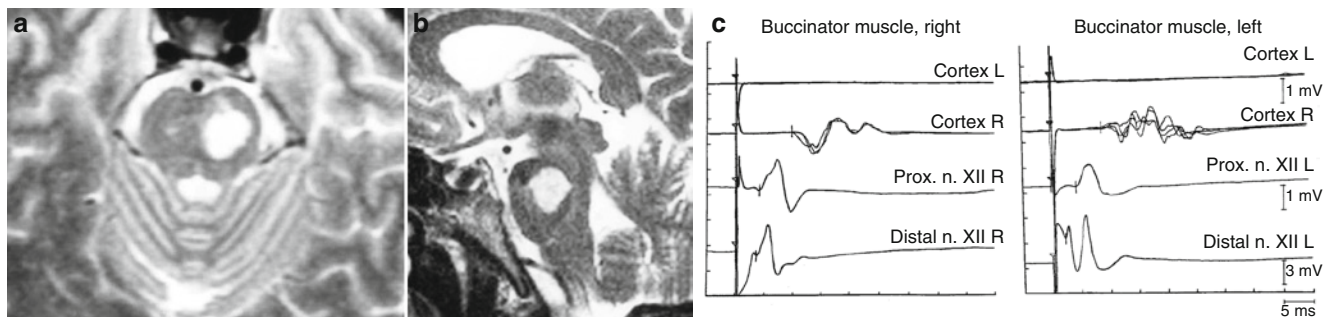 a
b
c
Buccinator muscle, right
Cortex L
Cortex R
Prox. n. XII R
Distal n. XII R
Buccinator muscle, left
Cortex L
1 mV
Cortex R
Prox. n. XII L
1 mV
Distal n. XII L
3 mV
5 ms